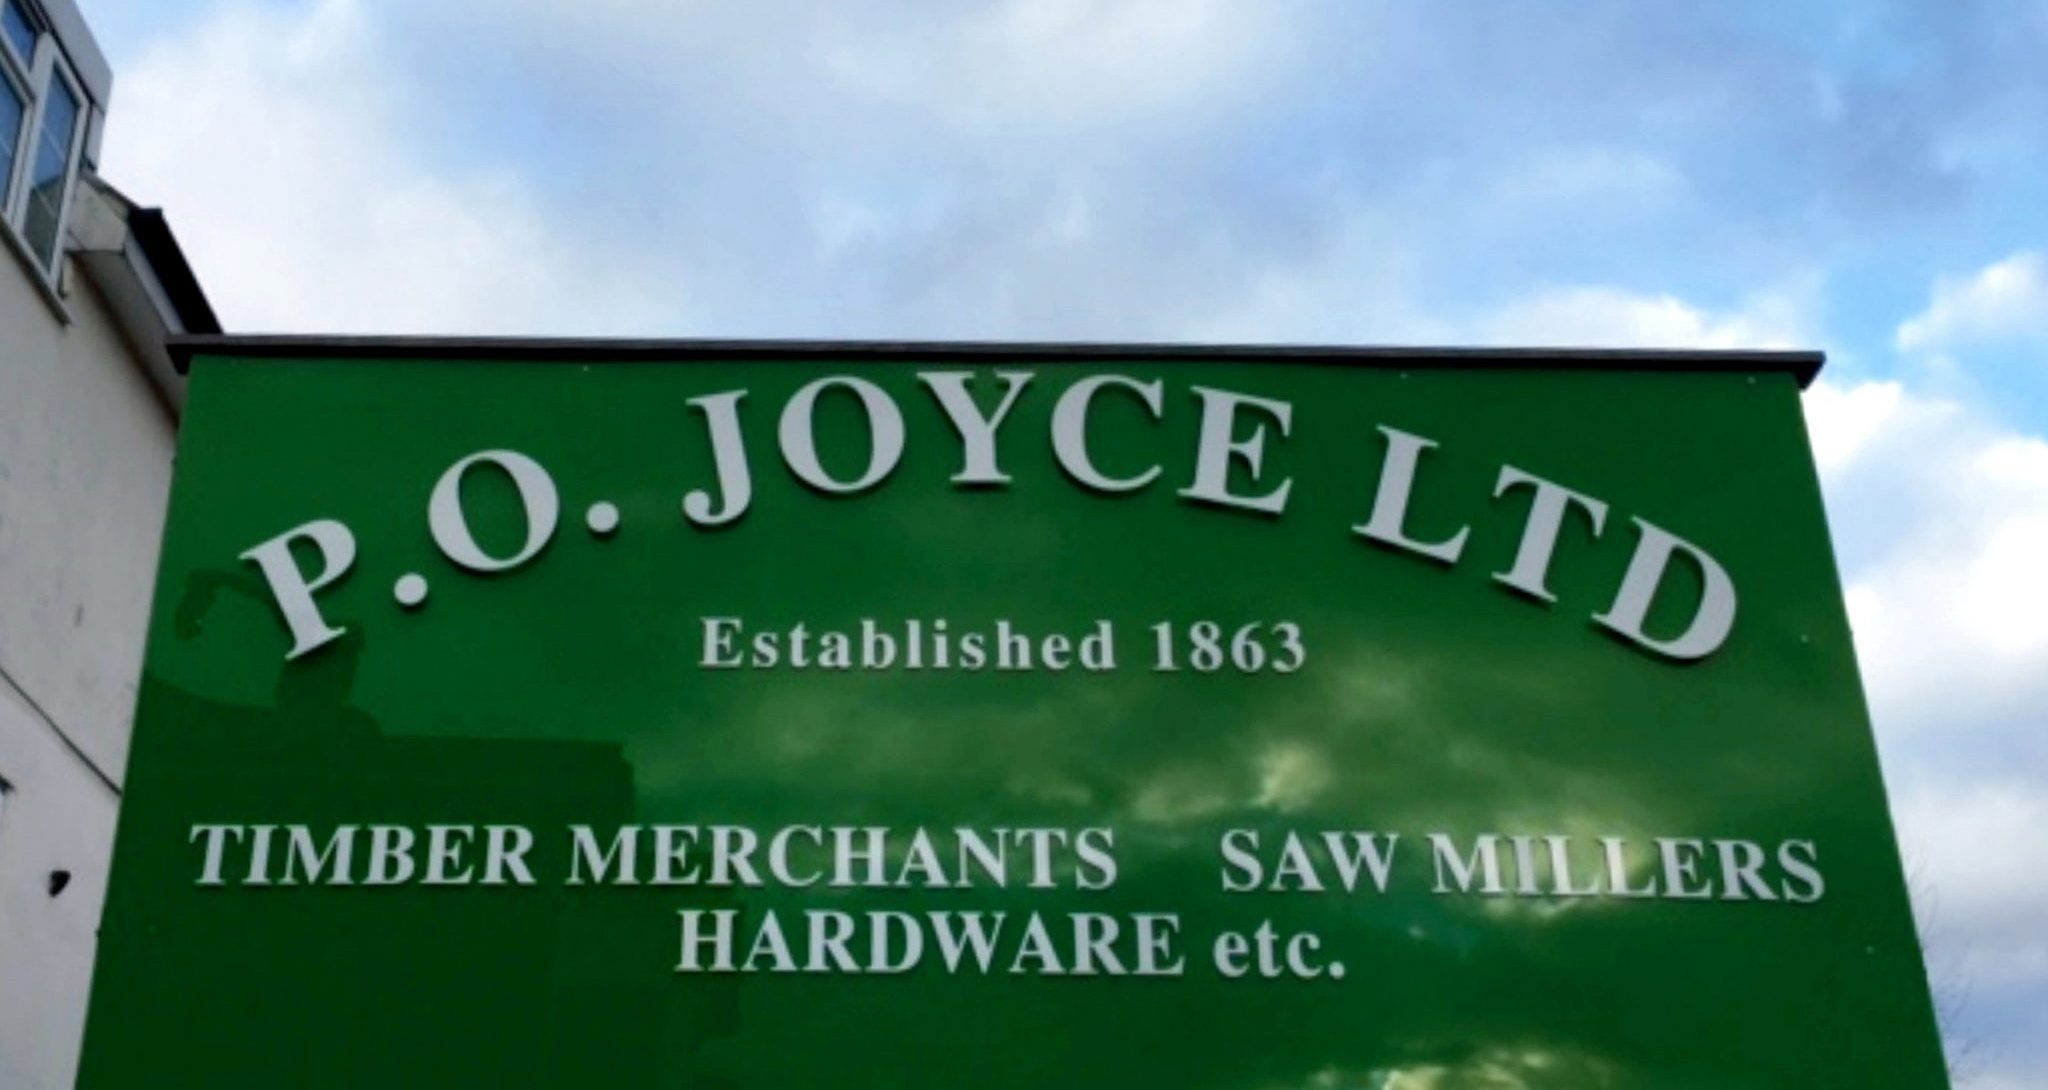 P.O. JOYCE LTD
Established 1863
TIMBER MERCHANTS SAW MILLERS
HARDWARE etc.